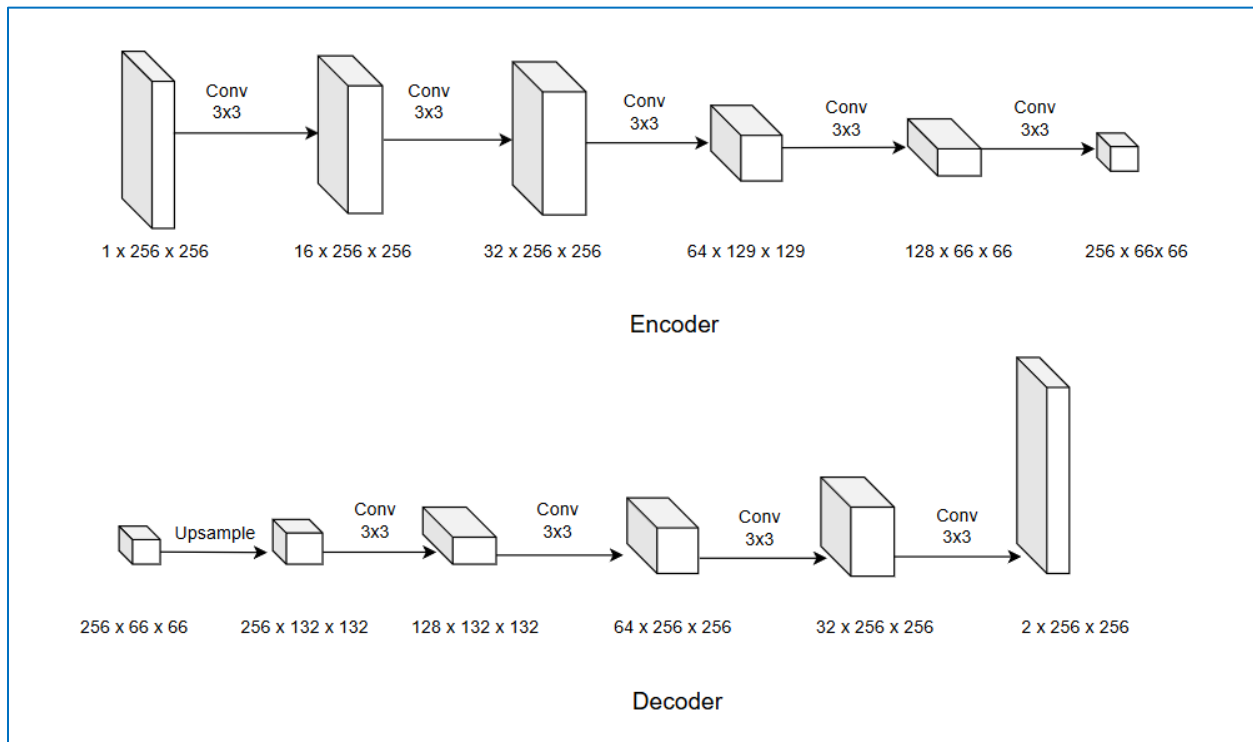 Conv
3x3
Conv
3x3
Conv
3x3
Conv
3x3
Conv
3x3
1 x 256 x 256
16 x 256 x 256
32 x 256 x 256
64 x 129 x 129
128 x 66 x 66
256 x 66x 66
Encoder
Upsample
Conv
3x3
Conv
3x3
Conv
3x3
Conv
3x3
256 x 66 x 66
256 x 132 x 132
128 x 132 x 132
64 x 256 x 256
32 x 256 x 256
2 x 256 x 256
Decoder